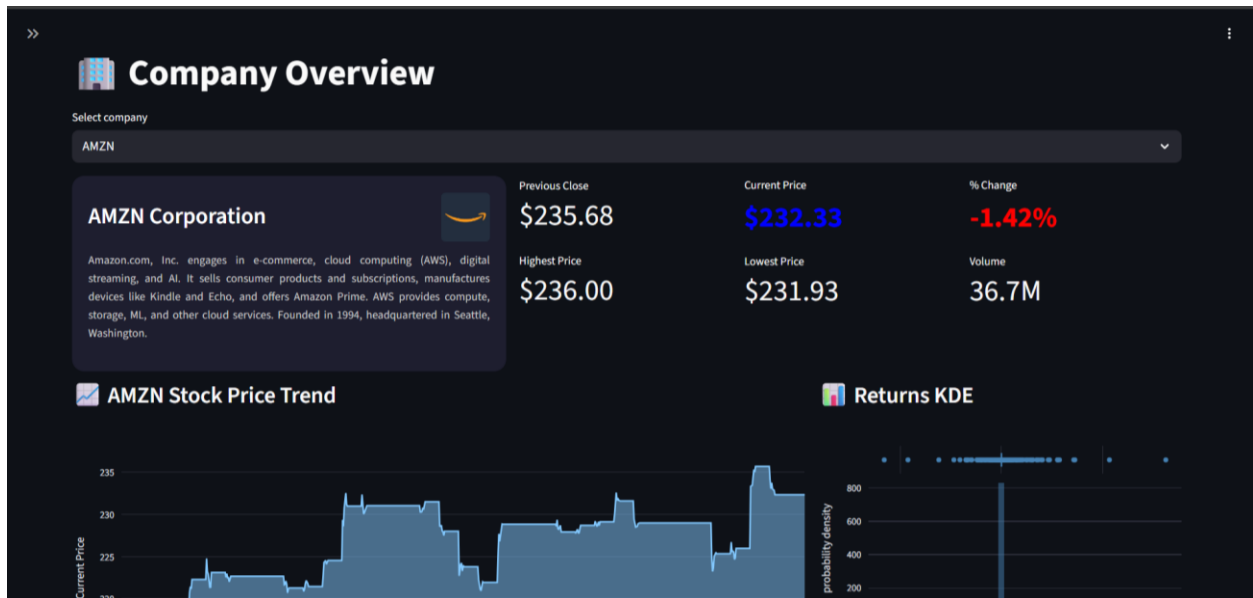 Company Overview
Select company
AMZN
AMZN Corporation
Amazon.com, Inc. engages in e-commerce, cloud computing (AWS), digital
streaming, and AI. It sells consumer products and subscriptions, manufactures
devices like Kindle and Echo, and offers Amazon Prime. AWS provides compute,
storage, ML, and other cloud services. Founded in 1994, headquartered in Seattle,
Washington.
Previous Close
$235.68
Current Price
$232.33
% Change
-1.42%
Highest Price
$236.00
Lowest Price
$231.93
Volume
36.7M
AMZN Stock Price Trend
235
230
225
Current Price
Returns KDE
800
600
400
200
probability density